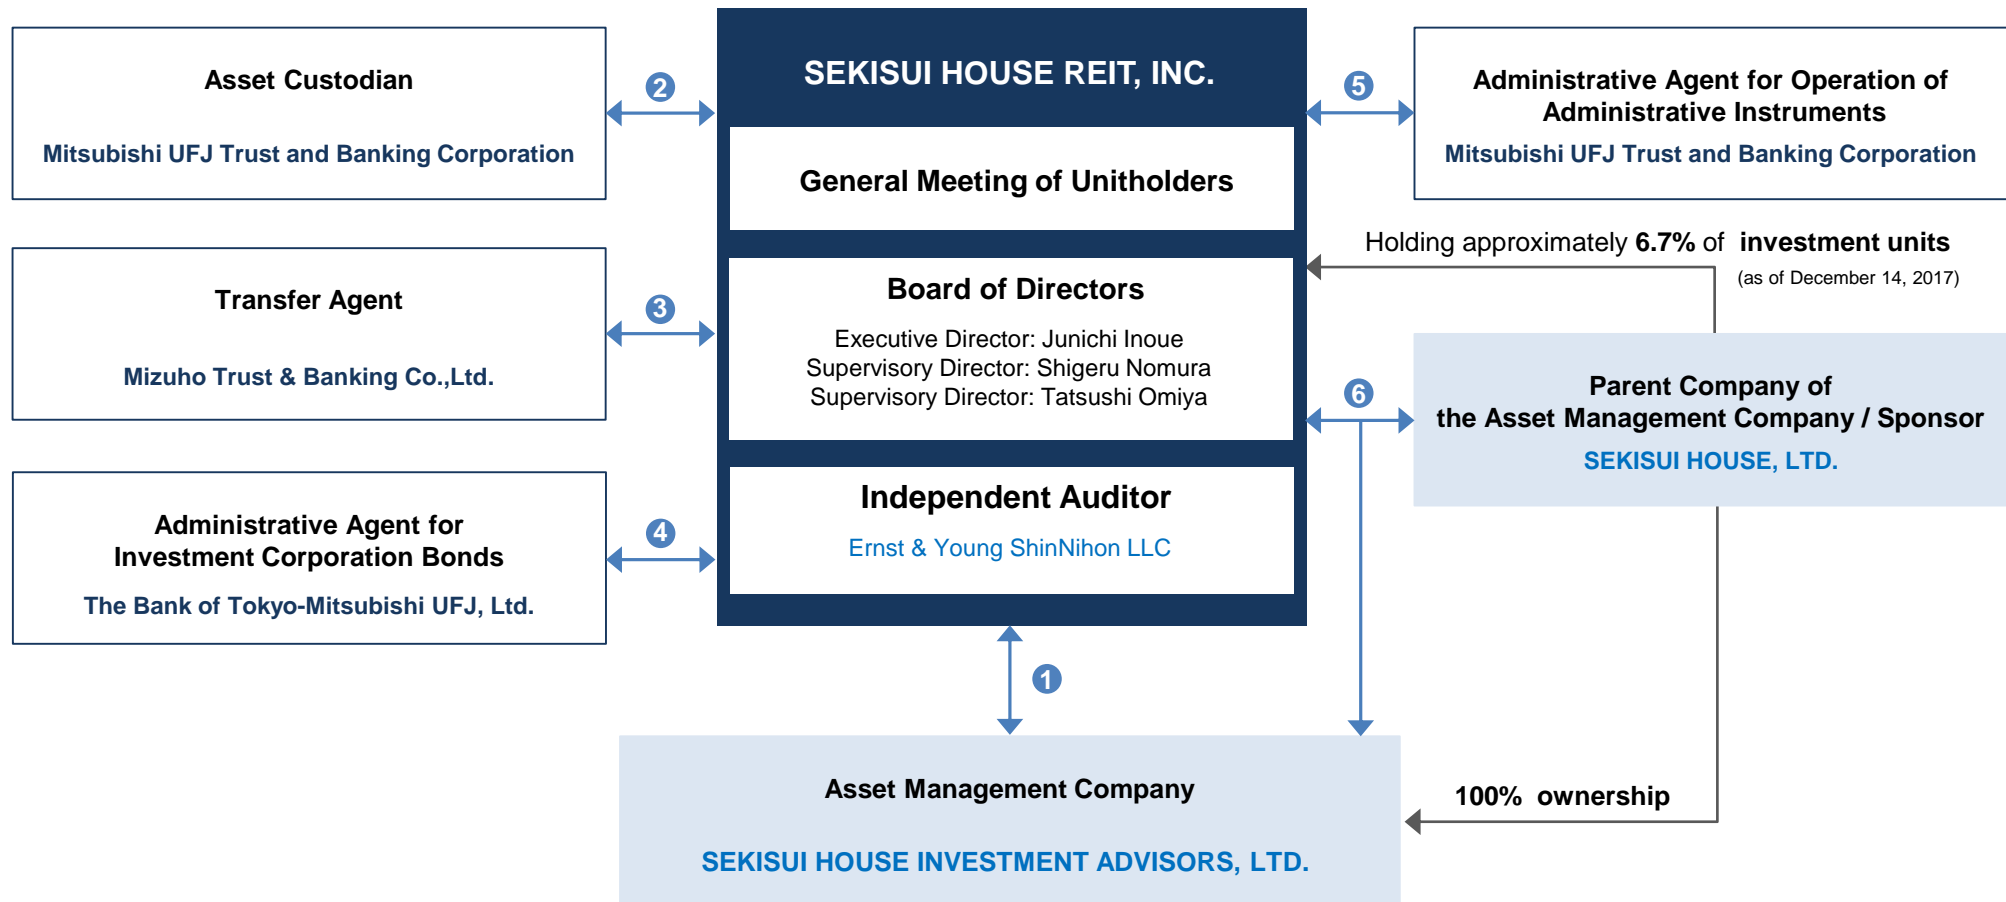 Asset Custodian
Mitsubishi UFJ Trust and Banking Corporation
2
Transfer Agent
Mizuho Trust & Banking Co.,Ltd.
3
Administrative Agent for
Investment Corporation Bonds
The Bank of Tokyo-Mitsubishi UFJ, Ltd.
4
SEKISUI HOUSE REIT, INC.
General Meeting of Unitholders
Board of Directors
Executive Director: Junichi Inoue
Supervisory Director: Shigeru Nomura
Supervisory Director: Tatsushi Omiya
Independent Auditor
Ernst & Young ShinNihon LLC
5
Administrative Agent for Operation of
Administrative Instruments
Mitsubishi UFJ Trust and Banking Corporation
Holding approximately 6.7% of investment units
(as of December 14, 2017)
6
Parent Company of
the Asset Management Company / Sponsor
SEKISUI HOUSE, LTD.
1
100% ownership
Asset Management Company
SEKISUI HOUSE INVESTMENT ADVISORS, LTD.